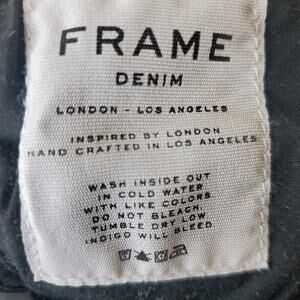 FRAME
DENIM
LONDON - LOS ANGELES
INSPIRED BY LONDON
HAND CRAFTED IN LOS ANGELES
WASH INSIDE OUT
IN COLD WATER
WITH LIKE COLORS
DO NOT BLEACH
TUMBLE DRY LOW
INDIGO WILL BLEED